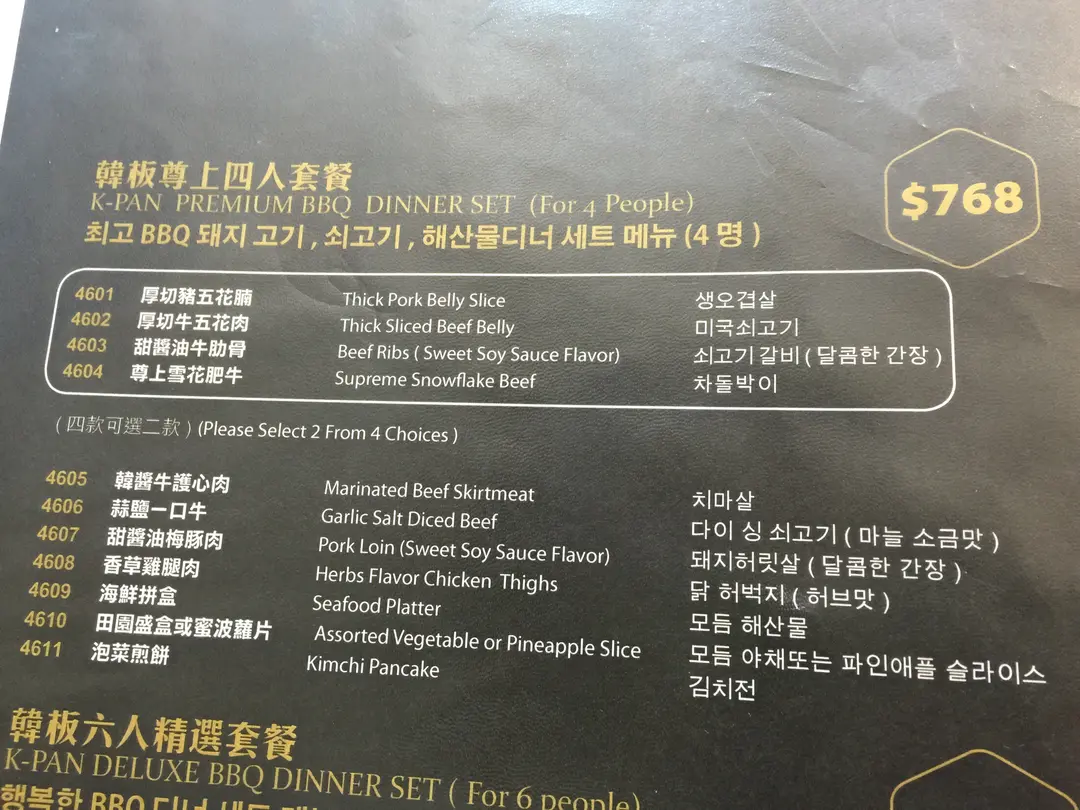 韓板尊上四人套餐
K-PAN PREMIUM BBQ DINNER SET (For 4 People)
최고 BBQ 돼지 고기 , 쇠고기 , 해산물디너 세트 메뉴 (4 명 )
$768
4601 厚切豬五花腩 Thick Pork Belly Slice 생오겹살
4602 厚切牛五花肉 Thick Sliced Beef Belly 미국쇠고기
4603 甜醬油牛肋骨 Beef Ribs ( Sweet Soy Sauce Flavor) 쇠고기 갈비 ( 달콤한 간장 )
4604 尊上雪花肥牛 Supreme Snowflake Beef 차돌박이
( 四款可選二款 ) (Please Select 2 From 4 Choices )
4605 韓醬牛護心肉 Marinated Beef Skirtmeat 치마살
4606 蒜鹽一口牛 Garlic Salt Diced Beef 다이 싱 쇠고기 ( 마늘 소금맛 )
4607 甜醬油梅豚肉 Pork Loin (Sweet Soy Sauce Flavor) 돼지허릿살 ( 달콤한 간장 )
4608 香草雞腿肉 Herbs Flavor Chicken Thighs 닭 허벅지 ( 허브맛 )
4609 海鮮拼盒 Seafood Platter 모듬 해산물
4610 田園盛盒或蜜波蘿片 Assorted Vegetable or Pineapple Slice 모듬 야채또는 파인애플 슬라이스
4611 泡菜煎餅 Kimchi Pancake 김치전
韓板六人精選套餐
K-PAN DELUXE BBQ DINNER SET ( For 6 people)
행복한 BBQ 디너 세트